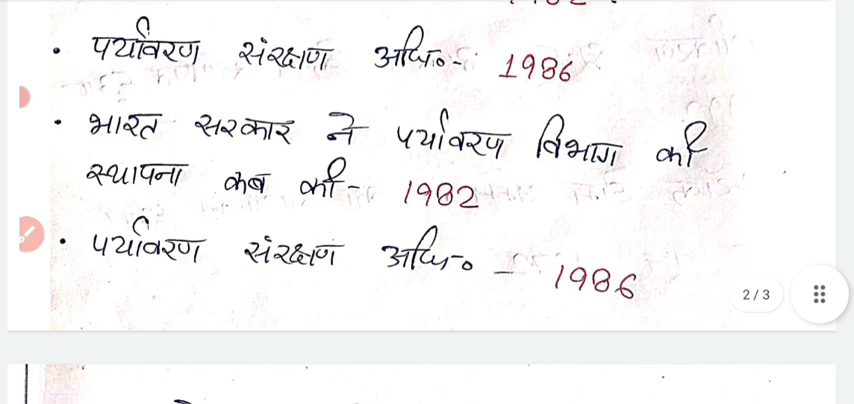 • पर्यावरण संरक्षण अधि०- 1986
• भारत सरकार ने पर्यावरण विभाग की
स्थापना कब की- 1982
• पर्यावरण संरक्षण अधि० - 1986
2 / 3